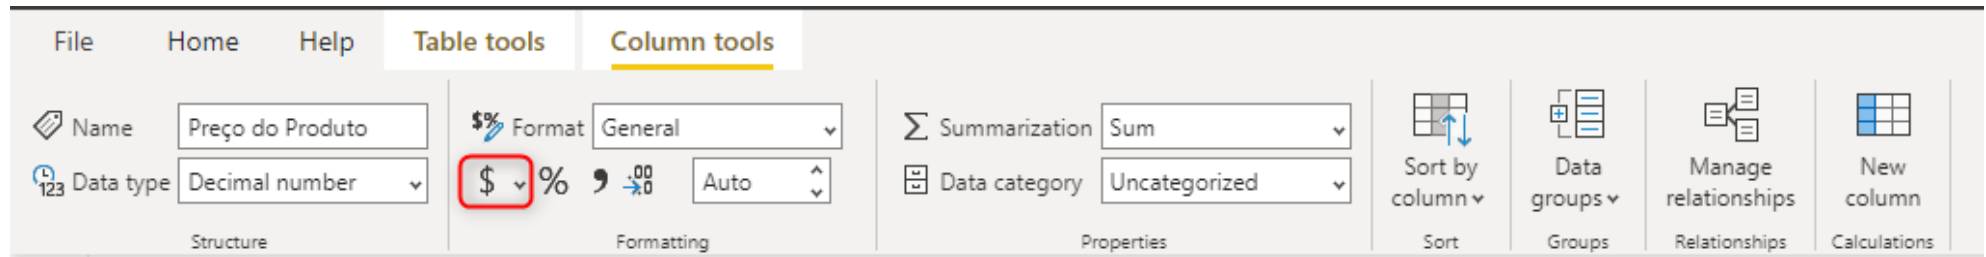 File Home Help Table tools Column tools
Name Preço do Produto $% Format General Summarization Sum
123 Data type Decimal number $ % , .00 .0 Auto Data category Uncategorized
Sort by column
Data groups
Manage relationships
New column
Structure Formatting Properties Sort Groups Relationships Calculations